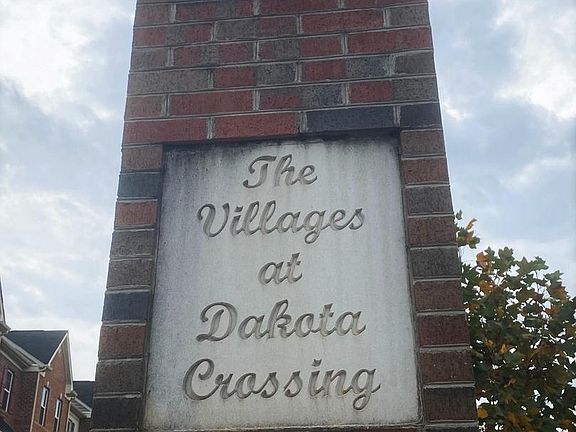 The
Villages
at
Dakota
Crossing